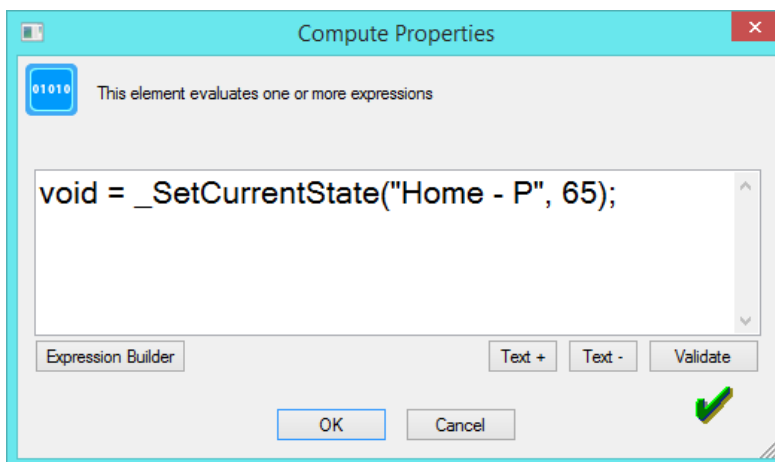 Compute Properties
01010
This element evaluates one or more expressions
void = _SetCurrentState("Home - P", 65);
Expression Builder
Text +
Text -
Validate
OK
Cancel